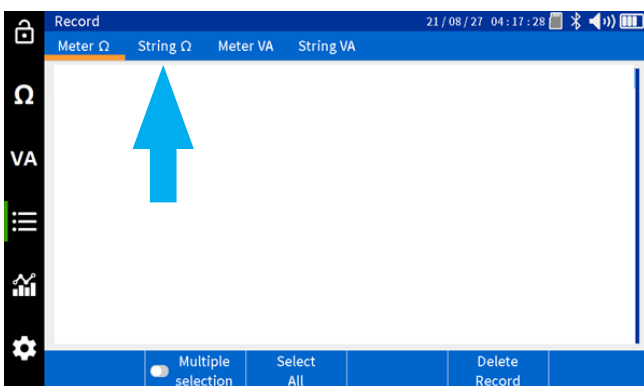 Record
21/08/27 04:17:28
Meter Ω String Ω Meter VA String VA
Ω
VA
Multiple selection
Select All
Delete Record